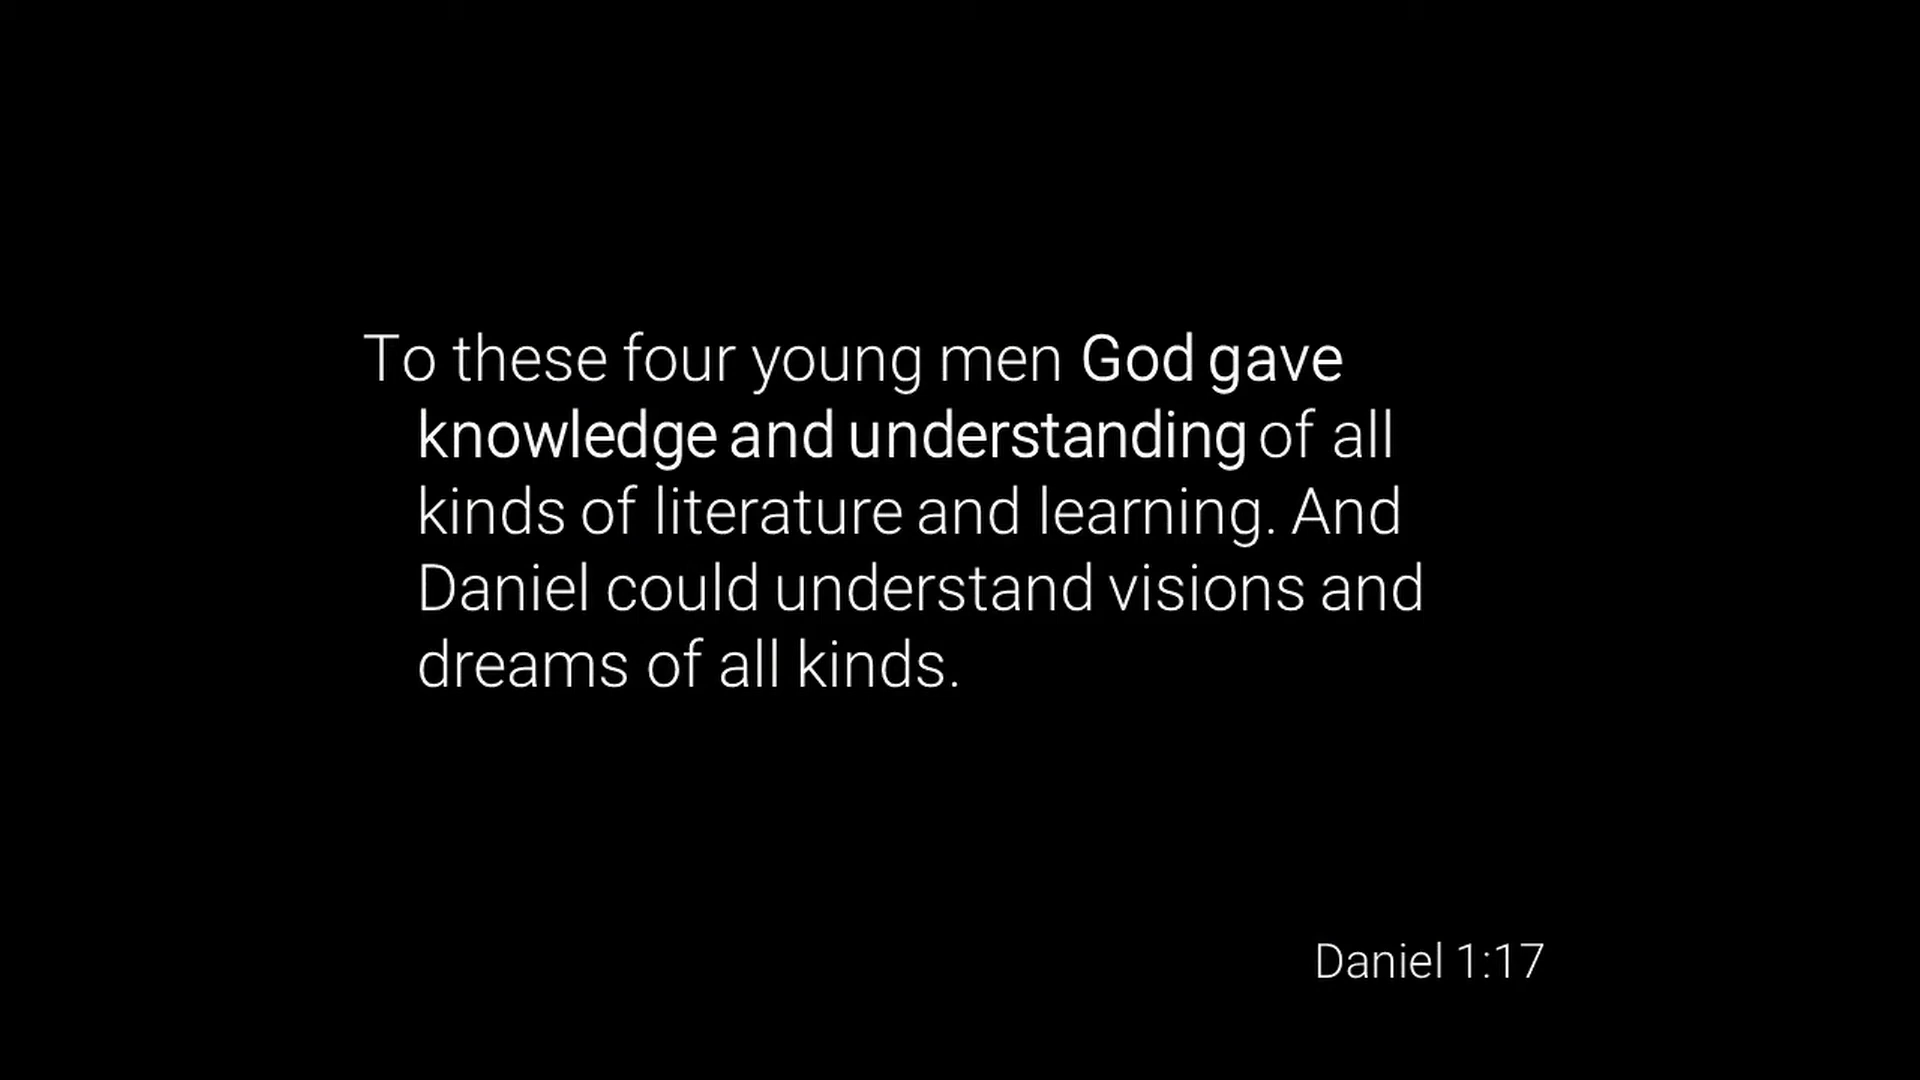 To these four young men God gave
knowledge and understanding of all
kinds of literature and learning. And
Daniel could understand visions and
dreams of all kinds.
Daniel 1:17